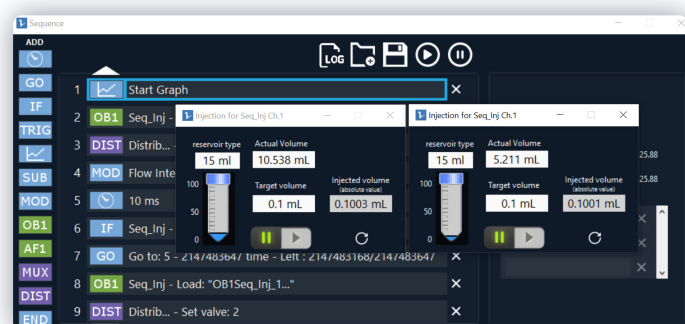 Sequence
ADD
LOG
GO
IF
TRIG
SUB
MOD
OB1
AF1
MUX
DIST
END
1 Start Graph ×
2 OB1 Seq_Inj -
3 DIST Distrib... -
4 MOD Flow Inte
5 10 ms
6 IF Seq_Inj -
7 GO Go to: 5 - 2147483647 time - Left : 2147483168/2147483647 ×
8 OB1 Seq_Inj - Load: "OB1Seq_Inj_1..." ×
9 DIST Distrib... - Set valve: 2 ×
Injection for Seq_Inj Ch.1
reservoir type Actual Volume
15 ml 10.538 mL
100
50
0
Target volume Injected volume
(absolute value)
0.1 mL 0.1003 mL
Injection for Seq_Inj Ch.1
reservoir type Actual Volume
15 ml 5.211 mL
100
50
0
Target volume Injected volume
(absolute value)
0.1 mL 0.1001 mL
25.88
25.88